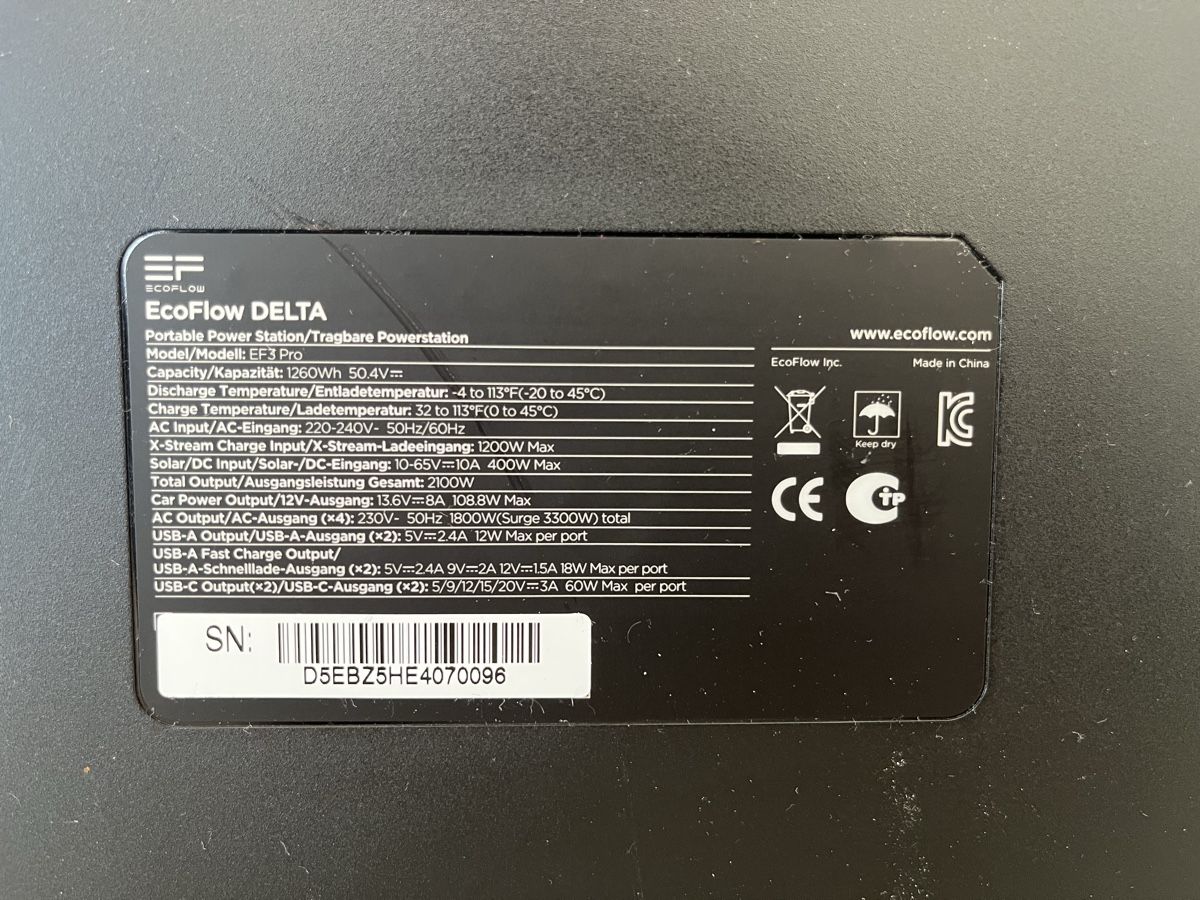 EF
ECOFLOW
EcoFlow DELTA
Portable Power Station/Tragbare Powerstation
Model/Modell: EF3 Pro
Capacity/Kapazität: 1260Wh 50.4V⎓
Discharge Temperature/Entladetemperatur: -4 to 113°F(-20 to 45°C)
Charge Temperature/Ladetemperatur: 32 to 113°F(0 to 45°C)
AC Input/AC-Eingang: 220-240V~ 50Hz/60Hz
X-Stream Charge Input/X-Stream-Ladeeingang: 1200W Max
Solar/DC Input/Solar-/DC-Eingang: 10-65V⎓10A 400W Max
Total Output/Ausgangsleistung Gesamt: 2100W
Car Power Output/12V-Ausgang: 13.6V⎓8A 108.8W Max
AC Output/AC-Ausgang (×4): 230V~ 50Hz 1800W(Surge 3300W) total
USB-A Output/USB-A-Ausgang (×2): 5V⎓2.4A 12W Max per port
USB-A Fast Charge Output/
USB-A-Schnelllade-Ausgang (×2): 5V⎓2.4A 9V⎓2A 12V⎓1.5A 18W Max per port
USB-C Output(×2)/USB-C-Ausgang (×2): 5/9/12/15/20V⎓3A 60W Max per port
SN:
D5EBZ5HE4070096
www.ecoflow.com
EcoFlow Inc. Made in China
Keep dry
KC
CE